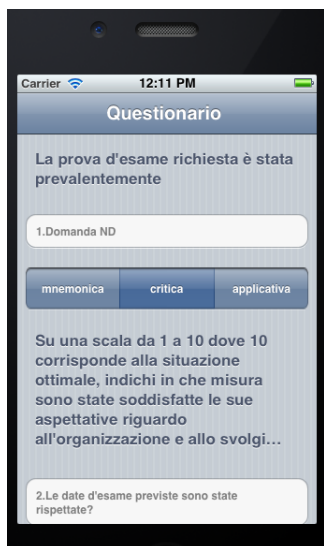 Carrier 12:11 PM
Questionario
La prova d'esame richiesta è stata
prevalentemente
1.Domanda ND
mnemonica critica applicativa
Su una scala da 1 a 10 dove 10
corrisponde alla situazione
ottimale, indichi in che misura
sono state soddisfatte le sue
aspettative riguardo
all'organizzazione e allo svolgi...
2.Le date d'esame previste sono state
rispettate?